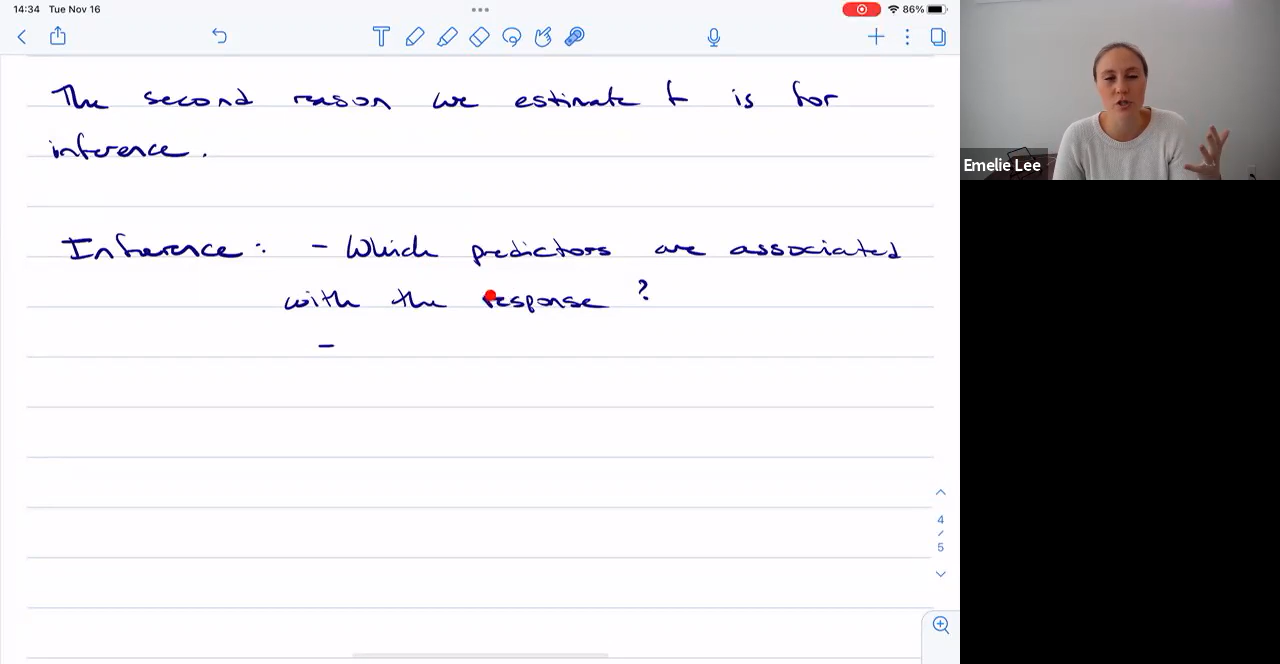 14:34 Tue Nov 16
86%
The second reason we estimate f is for
inference.
Inference: - Which predictors are associated
with the response?
-
Emelie Lee
4
/
5